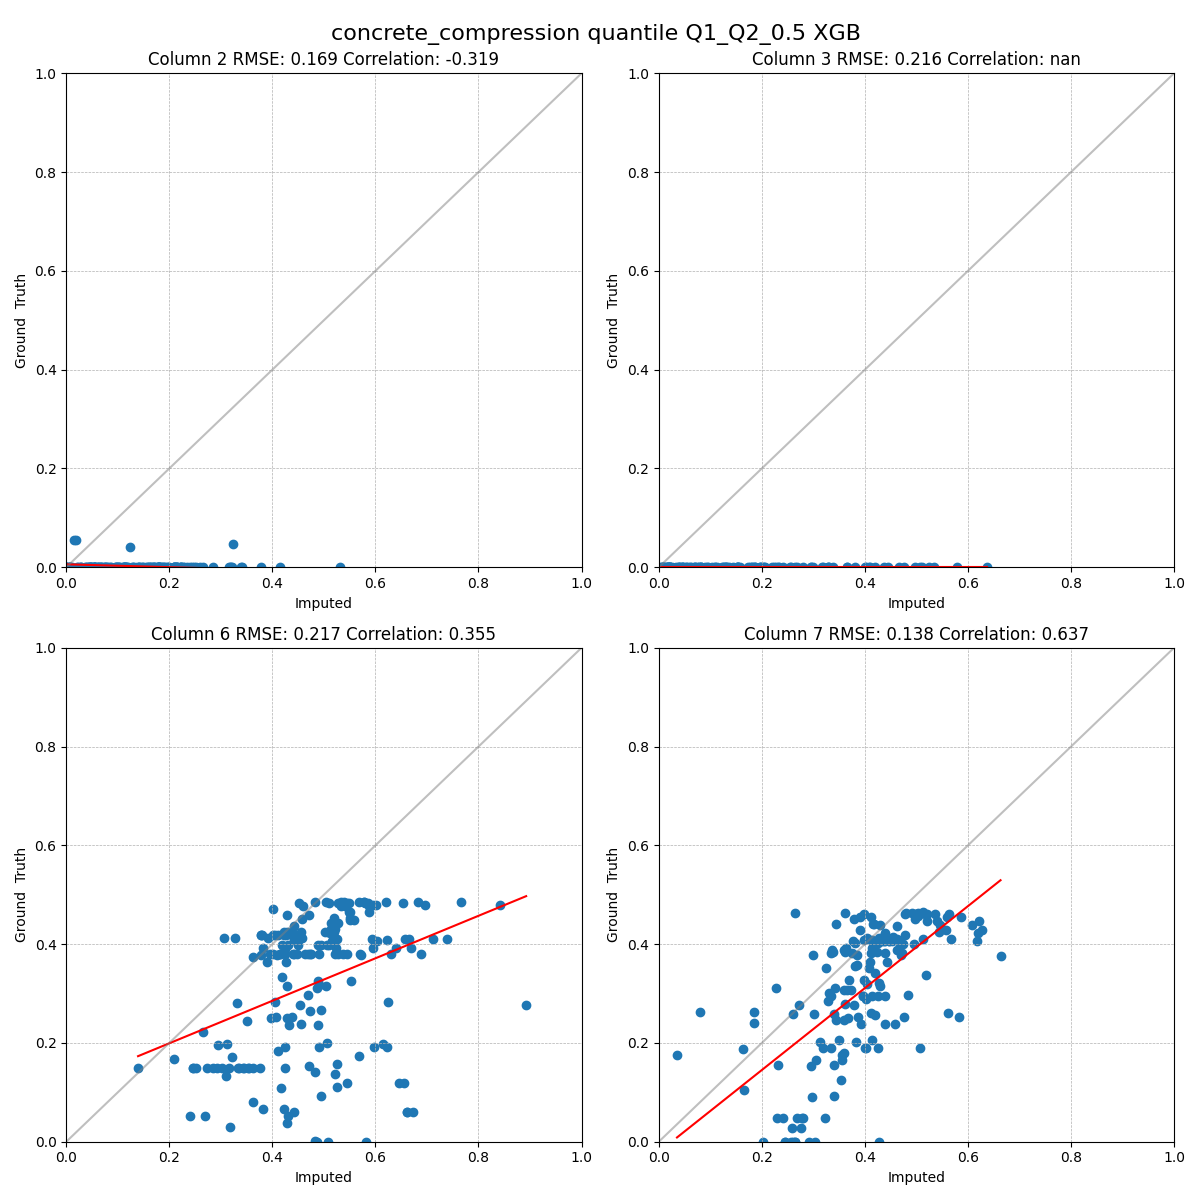 concrete_compression quantile Q1_Q2_0.5 XGB
Column 2 RMSE: 0.169 Correlation: -0.319
Column 3 RMSE: 0.216 Correlation: nan
1.0
0.8
0.6
0.4
0.2
0.0
Ground Truth
0.0 0.2 0.4 0.6 0.8 1.0
Imputed
1.0
0.8
0.6
0.4
0.2
0.0
Ground Truth
0.0 0.2 0.4 0.6 0.8 1.0
Imputed
Column 6 RMSE: 0.217 Correlation: 0.355
Column 7 RMSE: 0.138 Correlation: 0.637
1.0
0.8
0.6
0.4
0.2
0.0
Ground Truth
0.0 0.2 0.4 0.6 0.8 1.0
Imputed
1.0
0.8
0.6
0.4
0.2
0.0
Ground Truth
0.0 0.2 0.4 0.6 0.8 1.0
Imputed